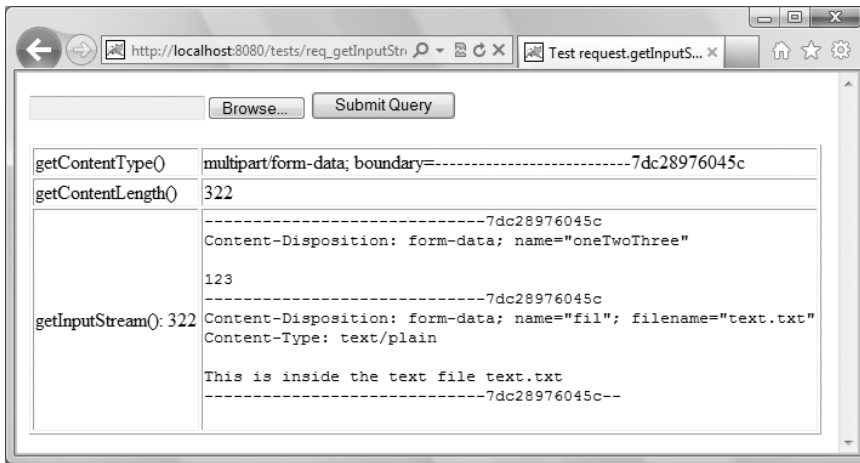 http://localhost:8080/tests/req_getInputStr
Test request.getInputS...
Browse...
Submit Query
getContentType()
multipart/form-data; boundary=---------------------------7dc28976045c
getContentLength()
322
getInputStream(): 322
-----------------------------7dc28976045c
Content-Disposition: form-data; name="oneTwoThree"
123
-----------------------------7dc28976045c
Content-Disposition: form-data; name="fil"; filename="text.txt"
Content-Type: text/plain
This is inside the text file text.txt
-----------------------------7dc28976045c--